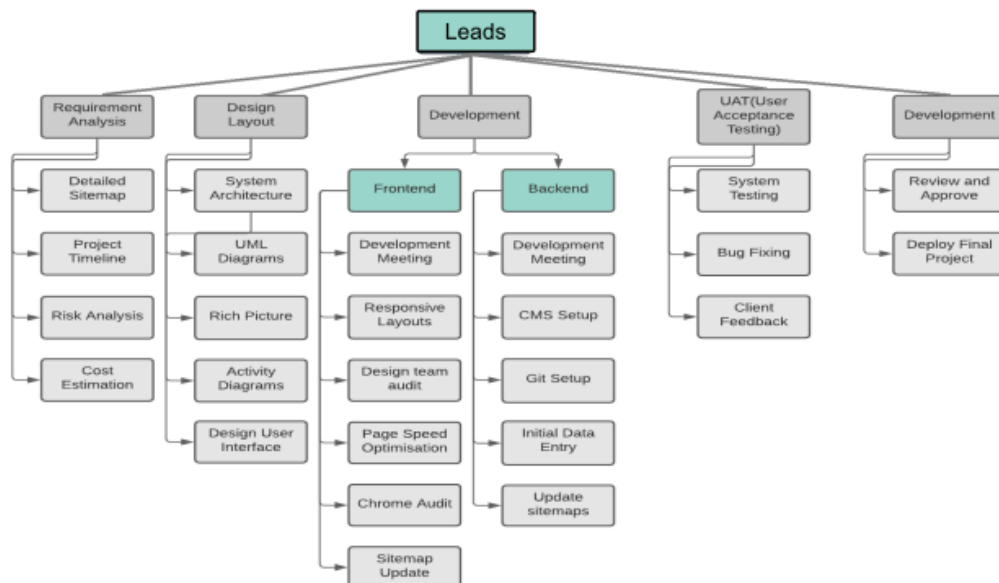 Leads
Requirement
Analysis
Design
Layout
Development
UAT(User
Acceptance
Testing)
Development
Detailed
Sitemap
System
Architecture
Frontend
Backend
System
Testing
Review and
Approve
Project
Timeline
UML
Diagrams
Development
Meeting
Development
Meeting
Bug Fixing
Deploy Final
Project
Risk Analysis
Rich Picture
Responsive
Layouts
CMS Setup
Client
Feedback
Cost
Estimation
Activity
Diagrams
Design team
audit
Git Setup
Design User
Interface
Page Speed
Optimisation
Initial Data
Entry
Chrome Audit
Update
sitemaps
Sitemap
Update